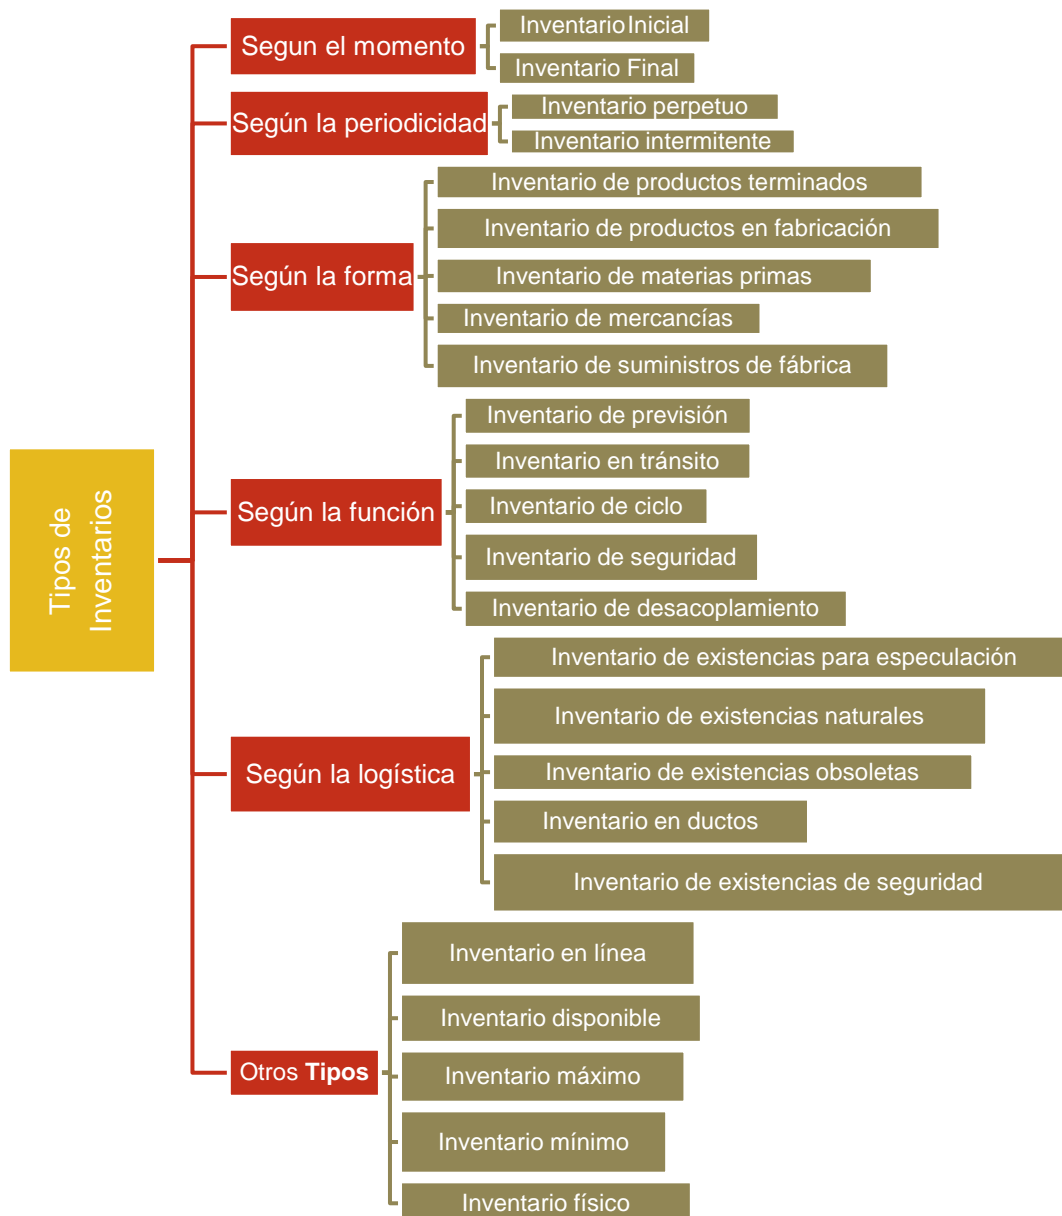 Tipos de
Inventarios
Segun el momento
Inventario Inicial
Inventario Final
Según la periodicidad
Inventario perpetuo
Inventario intermitente
Según la forma
Inventario de productos terminados
Inventario de productos en fabricación
Inventario de materias primas
Inventario de mercancías
Inventario de suministros de fábrica
Según la función
Inventario de previsión
Inventario en tránsito
Inventario de ciclo
Inventario de seguridad
Inventario de desacoplamiento
Según la logística
Inventario de existencias para especulación
Inventario de existencias naturales
Inventario de existencias obsoletas
Inventario en ductos
Inventario de existencias de seguridad
Otros Tipos
Inventario en línea
Inventario disponible
Inventario máximo
Inventario mínimo
Inventario físico